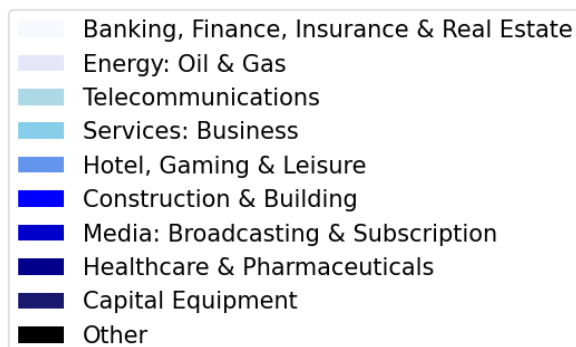 Banking, Finance, Insurance & Real Estate
Energy: Oil & Gas
Telecommunications
Services: Business
Hotel, Gaming & Leisure
Construction & Building
Media: Broadcasting & Subscription
Healthcare & Pharmaceuticals
Capital Equipment
Other